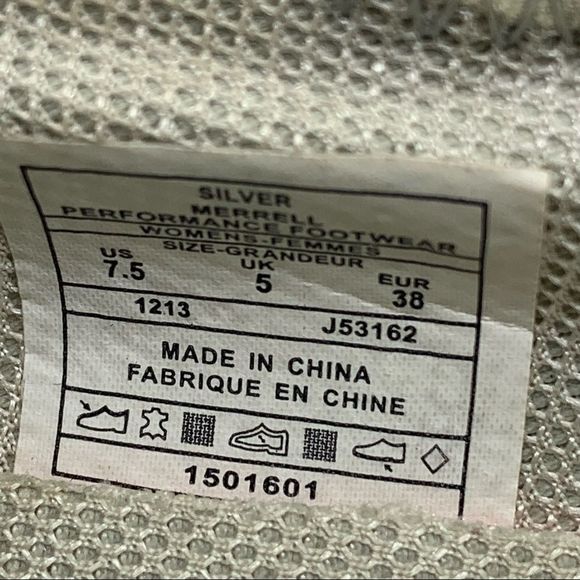 SILVER
MERRELL
PERFORMANCE FOOTWEAR
WOMENS-FEMMES
SIZE-GRANDEUR
US UK EUR
7.5 5 38
1213 J53162
MADE IN CHINA
FABRIQUE EN CHINE
1501601